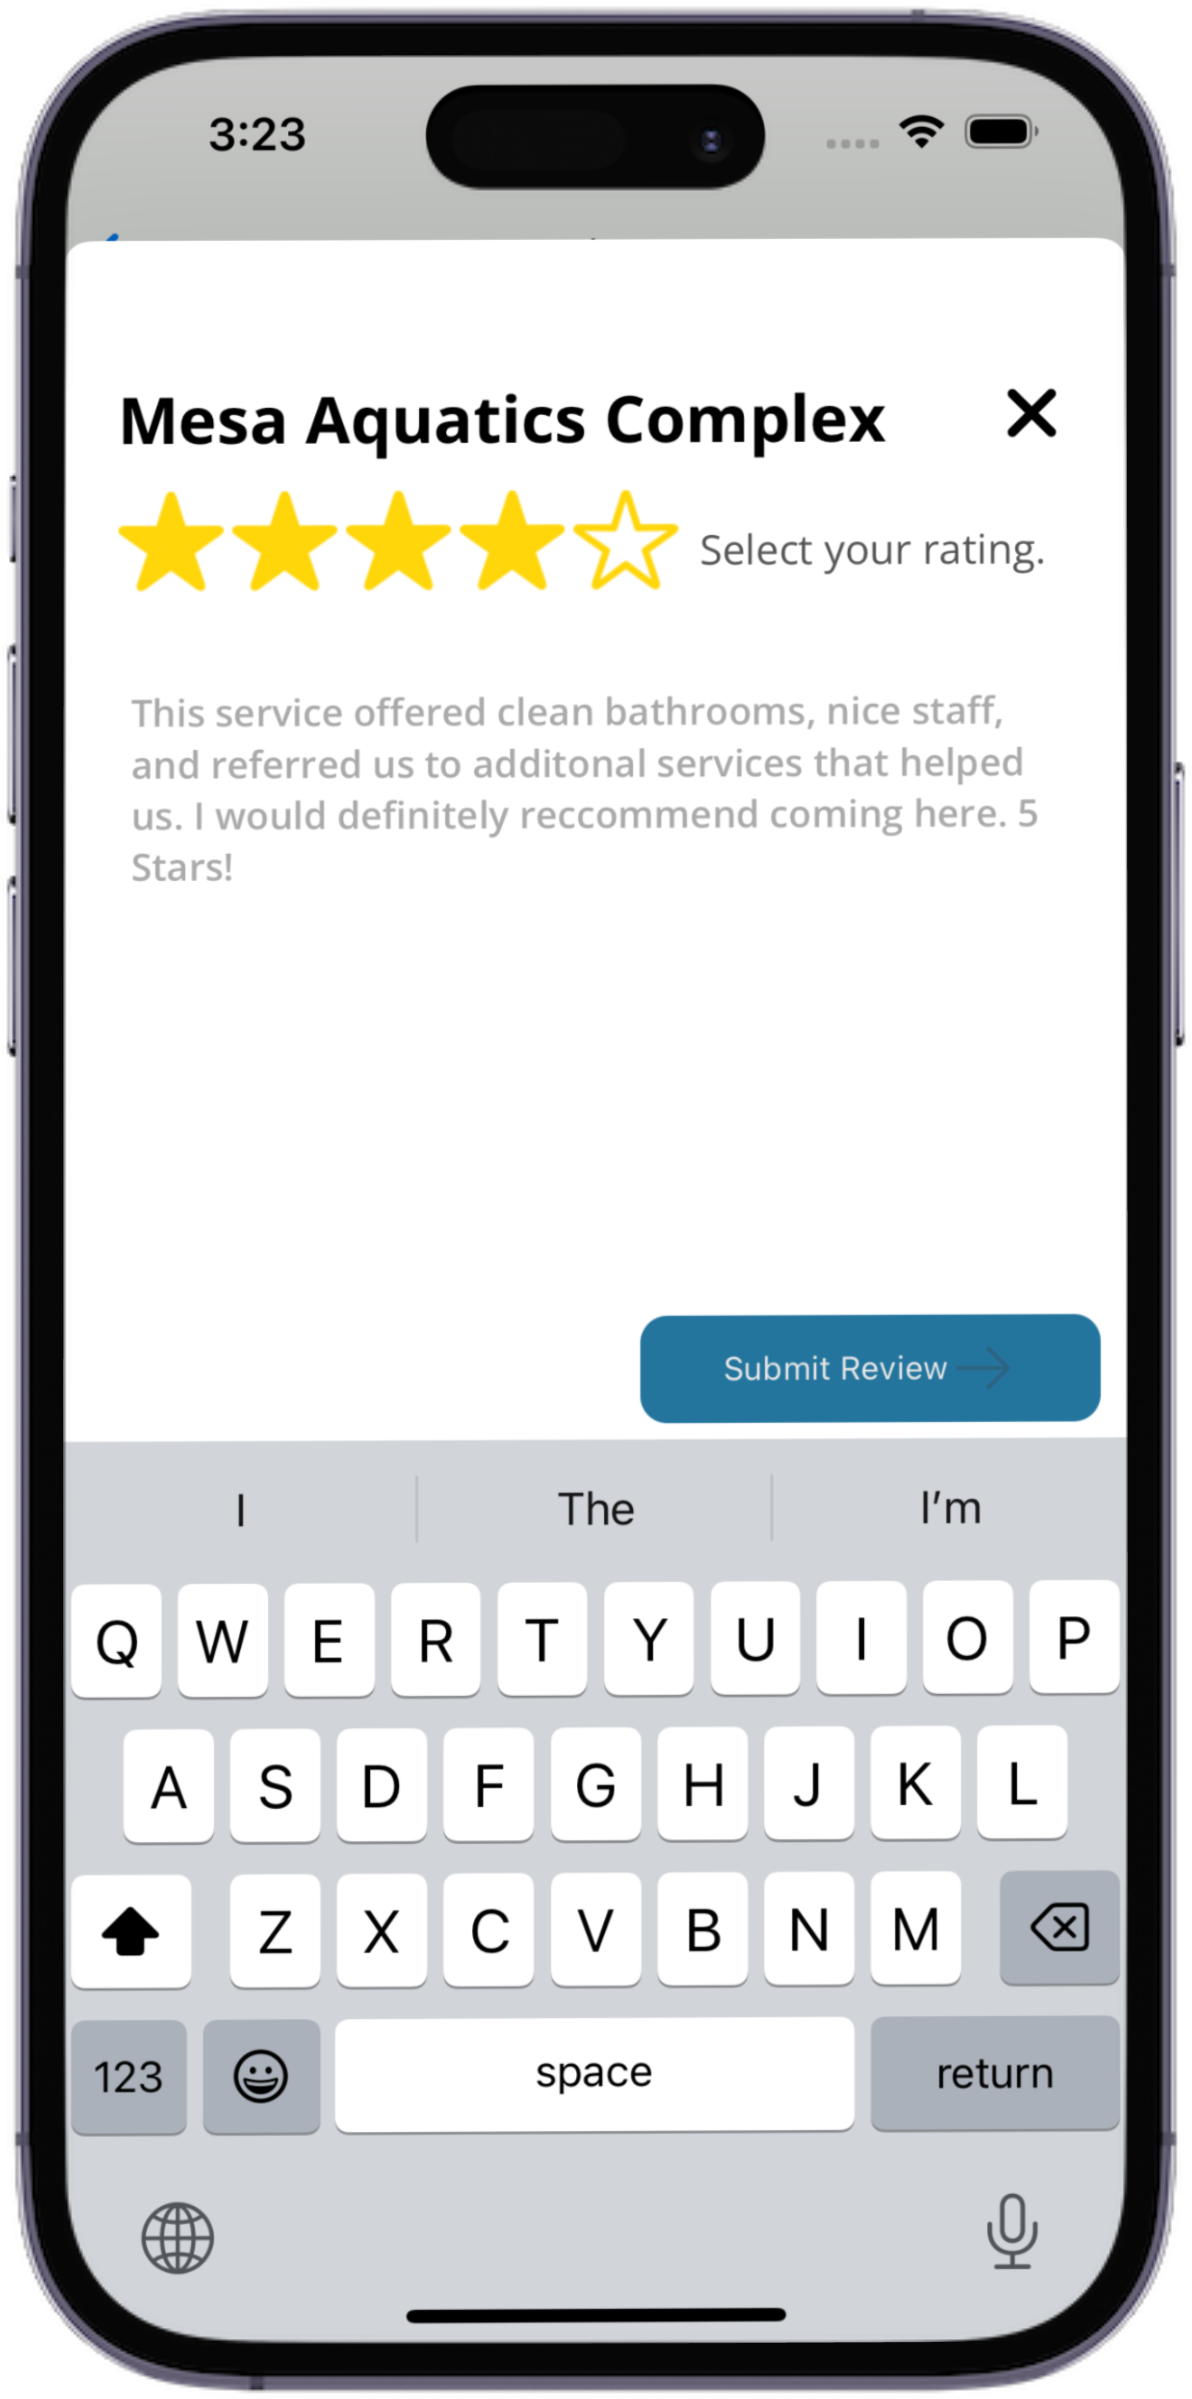 3:23
Mesa Aquatics Complex
Select your rating.
This service offered clean bathrooms, nice staff,
and referred us to additonal services that helped
us. I would definitely reccommend coming here. 5
Stars!
Submit Review
I The I'm
Q W E R T Y U I O P
A S D F G H J K L
Z X C V B N M
123 space return